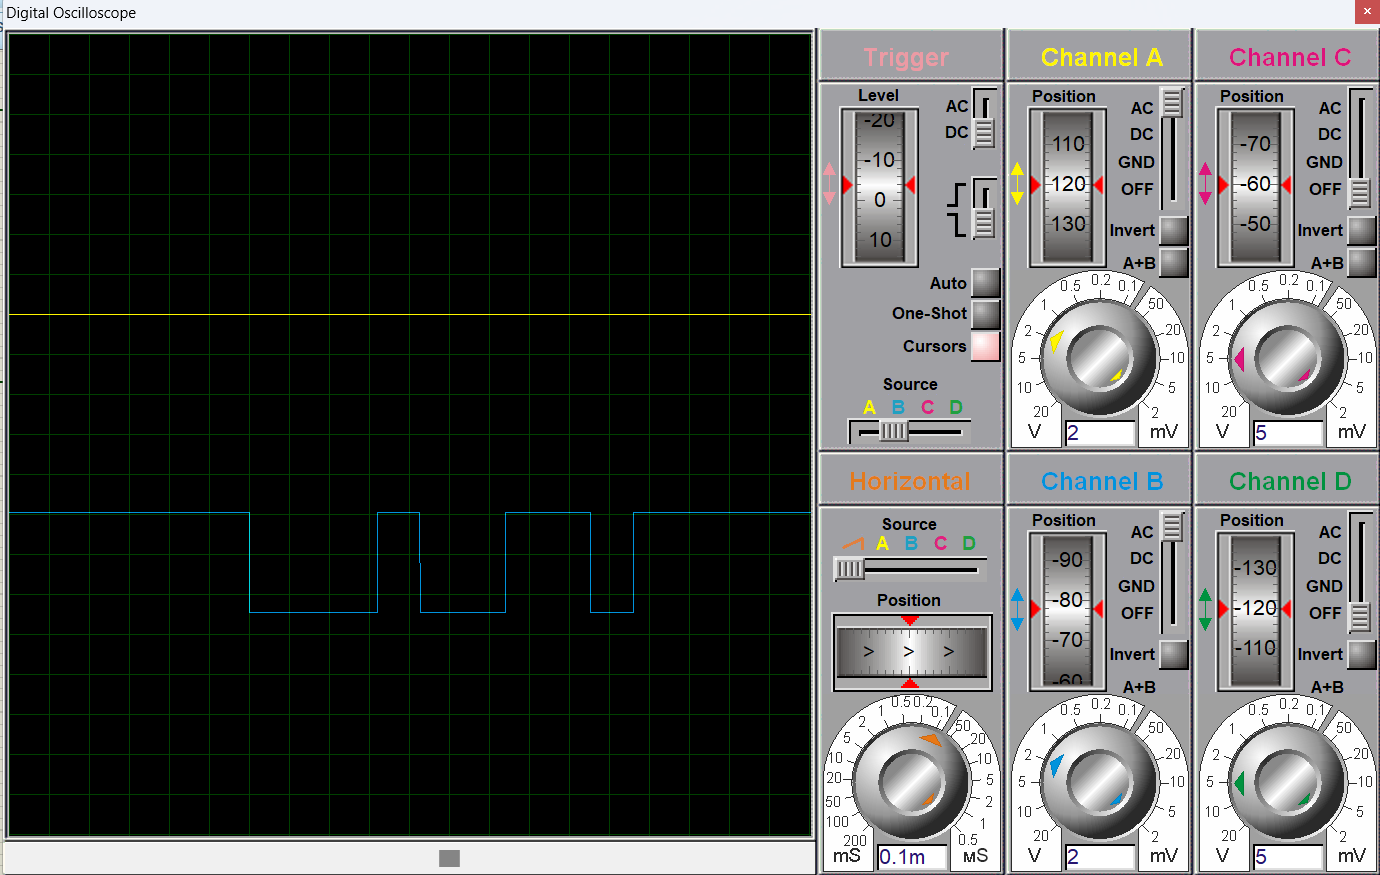 Digital Oscilloscope
Trigger
Level
-20
-10
0
10
AC
DC
Auto
One-Shot
Cursors
Source
A B C D
Channel A
Position
110
120
130
AC
DC
GND
OFF
Invert
A+B
20
10
5
2
1
0.5
0.2
0.1
50
20
10
5
2
V
2
mV
Channel C
Position
-70
-60
-50
AC
DC
GND
OFF
Invert
A+B
20
10
5
2
1
0.5
0.2
0.1
50
20
10
5
2
V
5
mV
Horizontal
Source
A B C D
Position
> > >
200
100
50
20
10
5
2
1
0.5
0.2
0.1
50
20
10
5
2
1
0.5
mS
0.1m
мS
Channel B
Position
-90
-80
-70
-60
AC
DC
GND
OFF
Invert
A+B
20
10
5
2
1
0.5
0.2
0.1
50
20
10
5
2
V
2
mV
Channel D
Position
-130
-120
-110
AC
DC
GND
OFF
Invert
A+B
20
10
5
2
1
0.5
0.2
0.1
50
20
10
5
2
V
5
mV